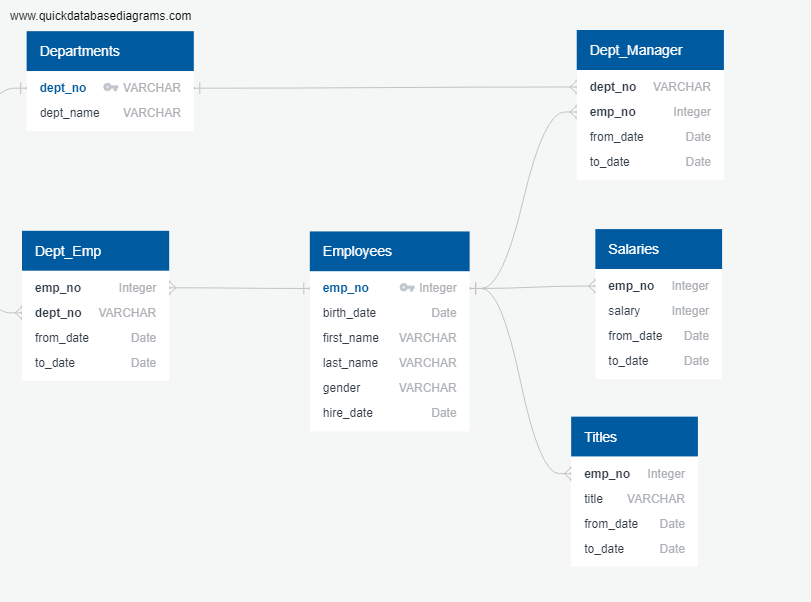 www.quickdatabasediagrams.com
Departments
dept_no VARCHAR
dept_name VARCHAR
Dept_Manager
dept_no VARCHAR
emp_no Integer
from_date Date
to_date Date
Dept_Emp
emp_no Integer
dept_no VARCHAR
from_date Date
to_date Date
Employees
emp_no Integer
birth_date Date
first_name VARCHAR
last_name VARCHAR
gender VARCHAR
hire_date Date
Salaries
emp_no Integer
salary Integer
from_date Date
to_date Date
Titles
emp_no Integer
title VARCHAR
from_date Date
to_date Date